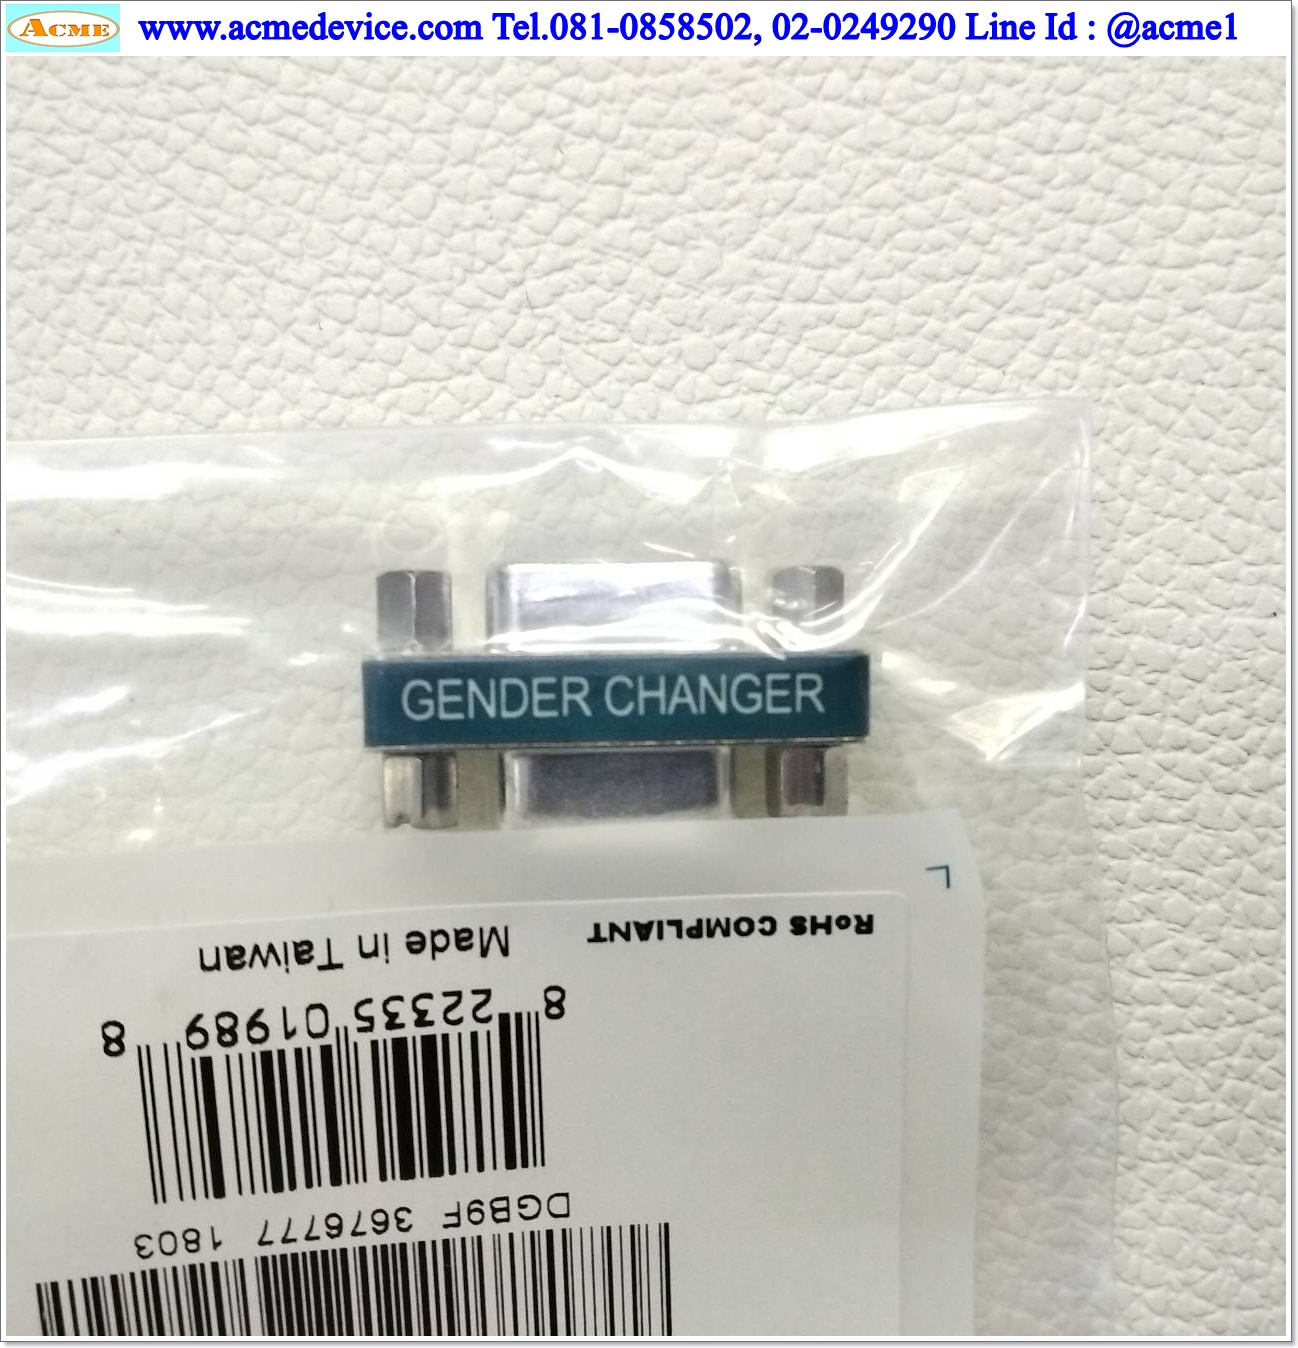 ACME www.acmedevice.com Tel.081-0858502, 02-0249290 Line Id : @acme1
GENDER CHANGER
RoHS COMPLIANT Made in Taiwan
8 22335 01989 8
DGB9F 3676777 1803